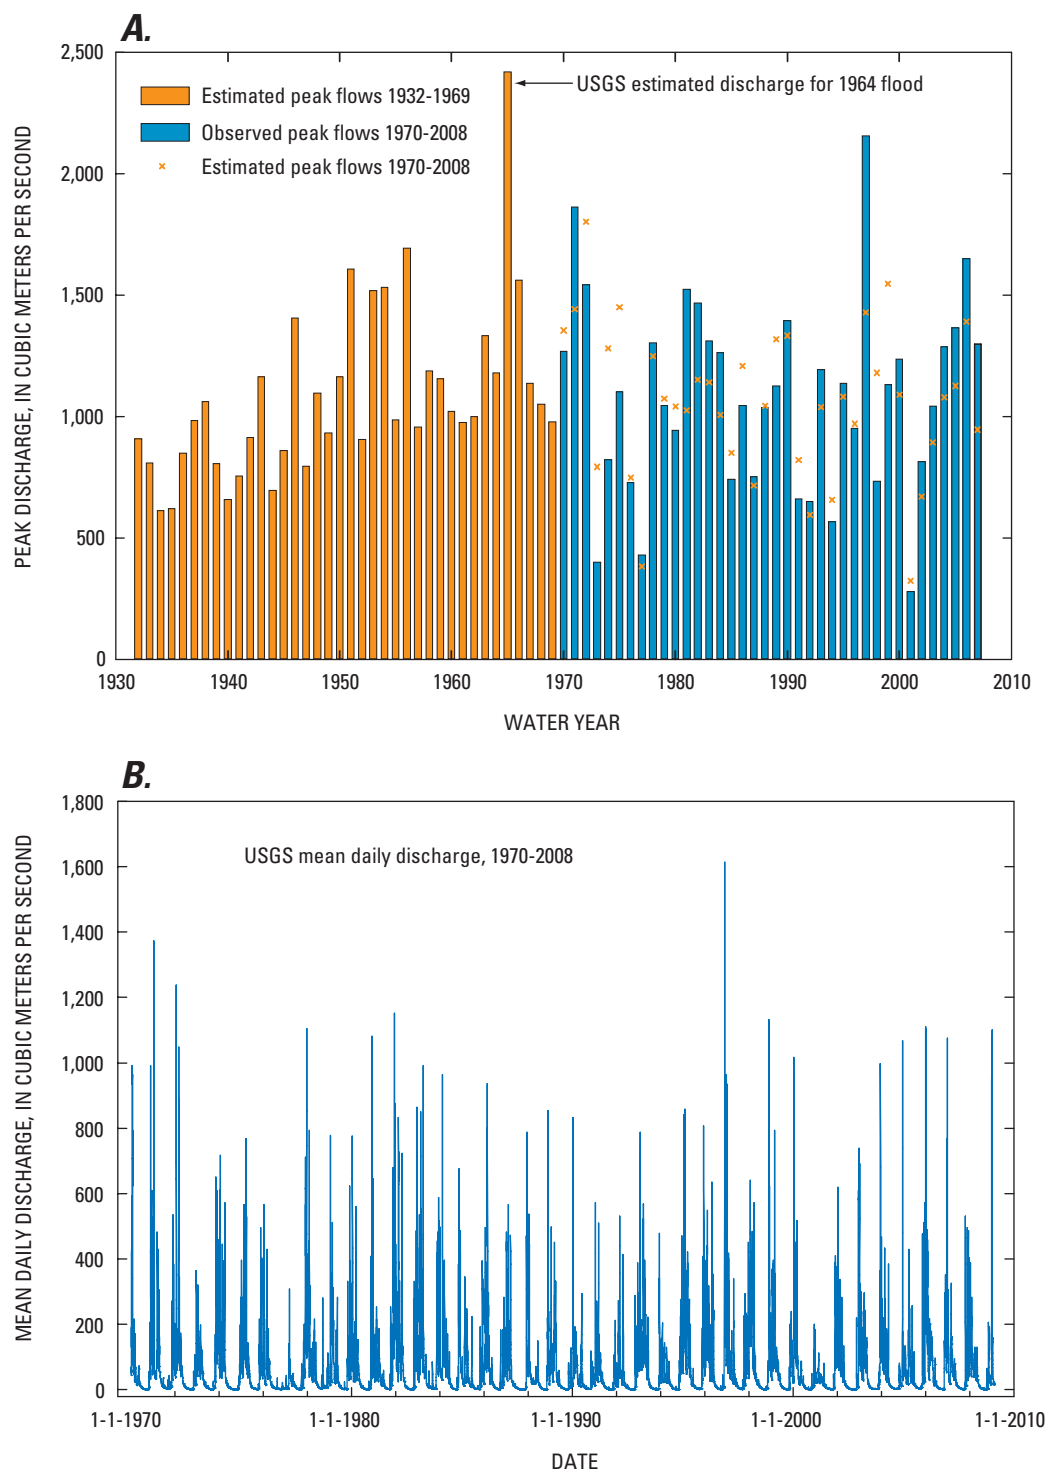 A.
2,500
2,000
1,500
1,000
500
0
PEAK DISCHARGE, IN CUBIC METERS PER SECOND
Estimated peak flows 1932-1969
Observed peak flows 1970-2008
Estimated peak flows 1970-2008
USGS estimated discharge for 1964 flood
1930 1940 1950 1960 1970 1980 1990 2000 2010
WATER YEAR
B.
1,800
1,600
1,400
1,200
1,000
800
600
400
200
0
MEAN DAILY DISCHARGE, IN CUBIC METERS PER SECOND
USGS mean daily discharge, 1970-2008
1-1-1970 1-1-1980 1-1-1990 1-1-2000 1-1-2010
DATE